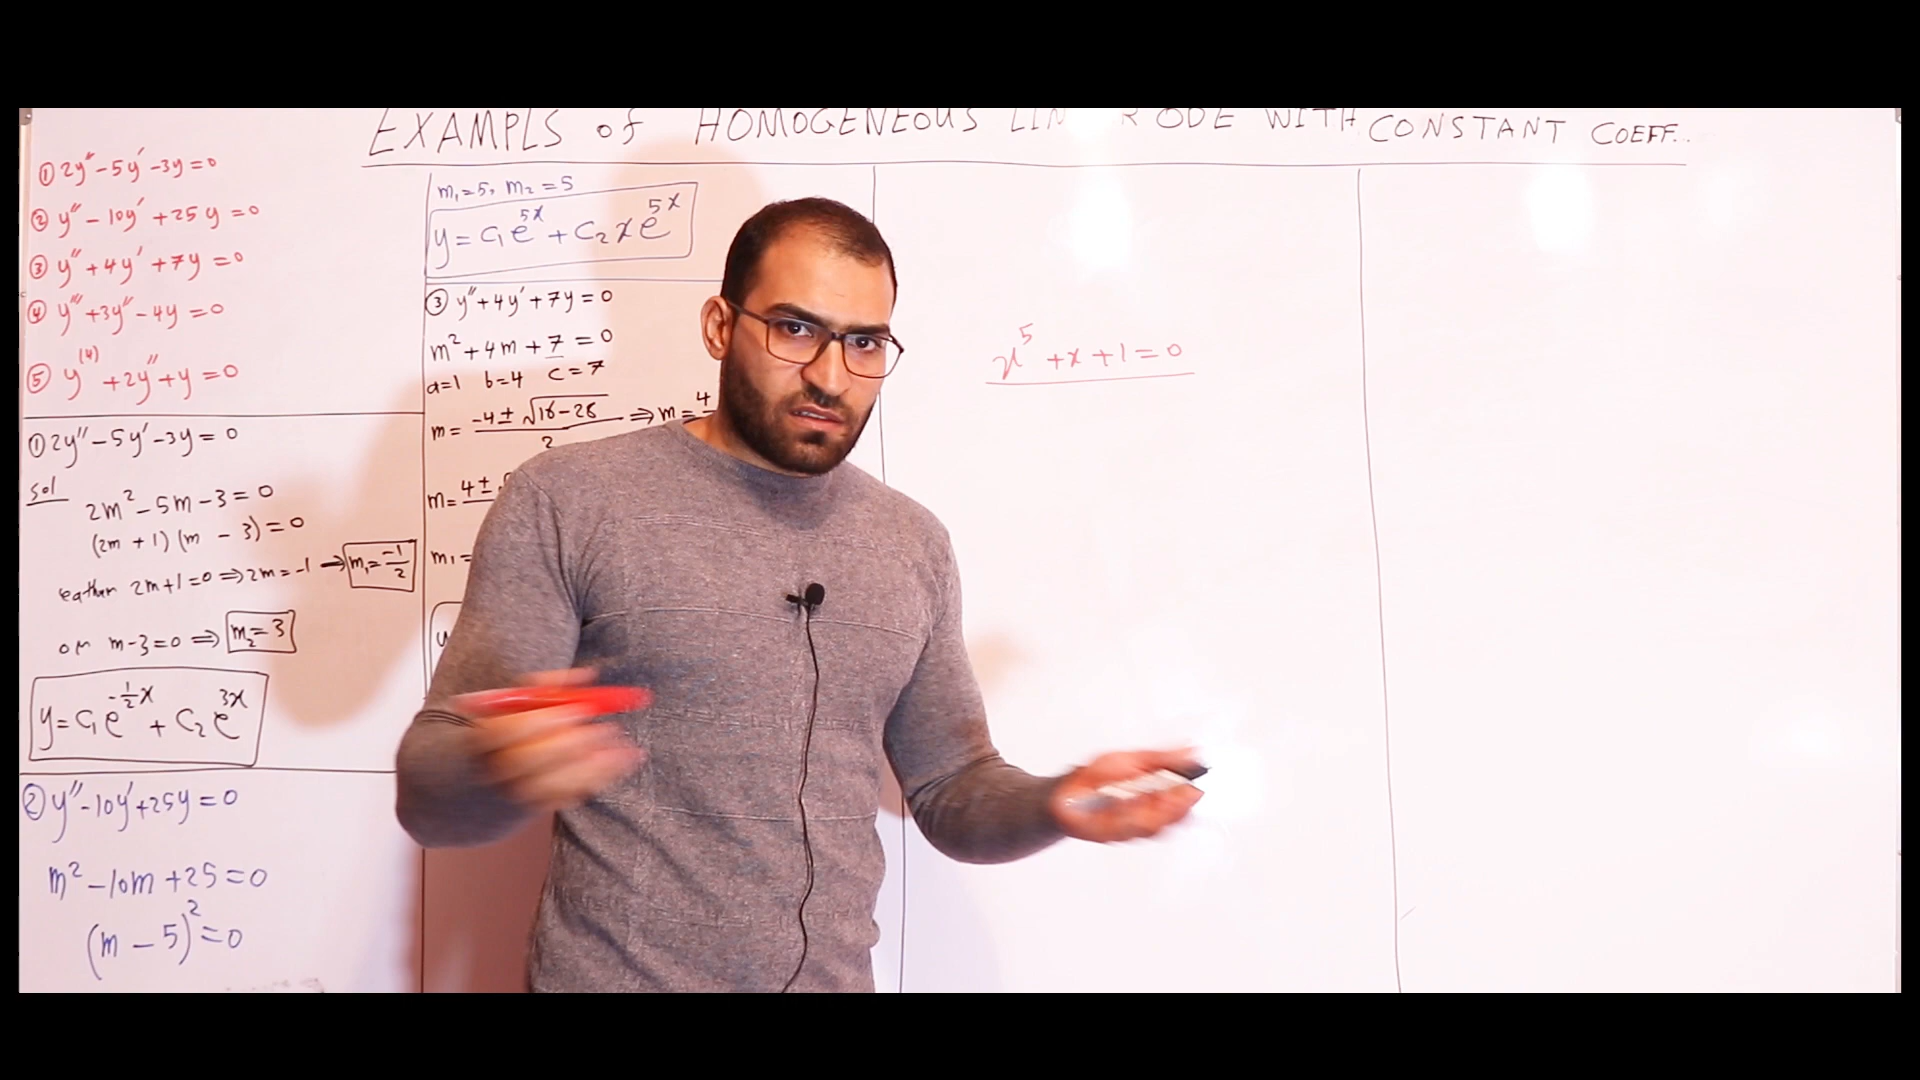 EXAMPLS of HOMOGENEOUS LIN R ODE WITH CONSTANT COEFF...
① 2y″ - 5y′ - 3y = 0
② y″ - 10y′ + 25y = 0
③ y″ + 4y′ + 7y = 0
④ y‴ + 3y″ - 4y = 0
⑤ y⁽⁴⁾ + 2y″ + y = 0
① 2y″ - 5y′ - 3y = 0
sol
2m² - 5m - 3 = 0
(2m + 1)(m - 3) = 0
eather 2m + 1 = 0 ⇒ 2m = -1 → m₁ = -1/2
or m - 3 = 0 ⇒ m₂ = 3
y = c₁e^(-1/2 x) + c₂e^(3x)
② y″ - 10y′ + 25y = 0
m² - 10m + 25 = 0
(m - 5)² = 0
m₁ = 5, m₂ = 5
y = c₁e^(5x) + c₂xe^(5x)
③ y″ + 4y′ + 7y = 0
m² + 4m + 7 = 0
a = 1 b = 4 c = 7
m = (-4 ± √(16 - 28))/2 ⇒ m = 4
m = 4 ±
m₁ =
x⁵ + x + 1 = 0